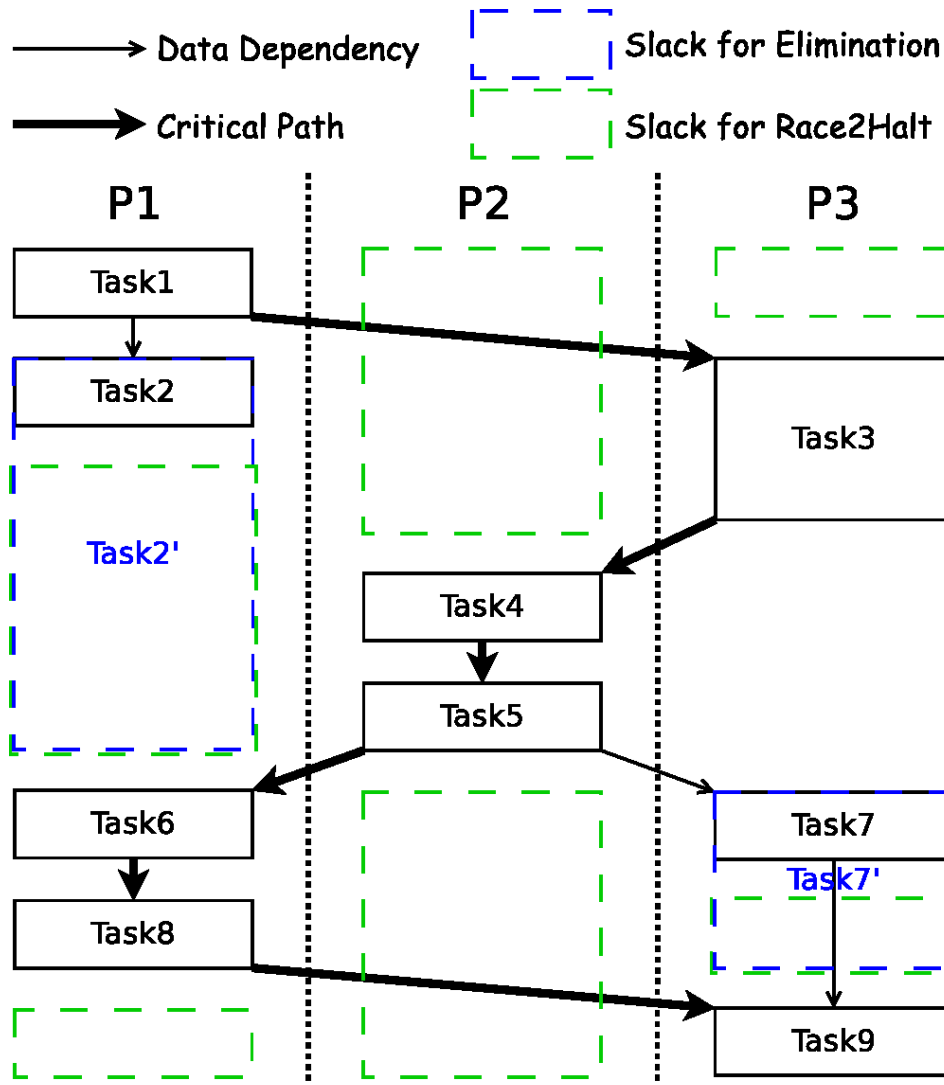 Data Dependency
Slack for Elimination
Critical Path
Slack for Race2Halt
P1
P2
P3
Task1
Task2
Task3
Task2'
Task4
Task5
Task6
Task7
Task7'
Task8
Task9